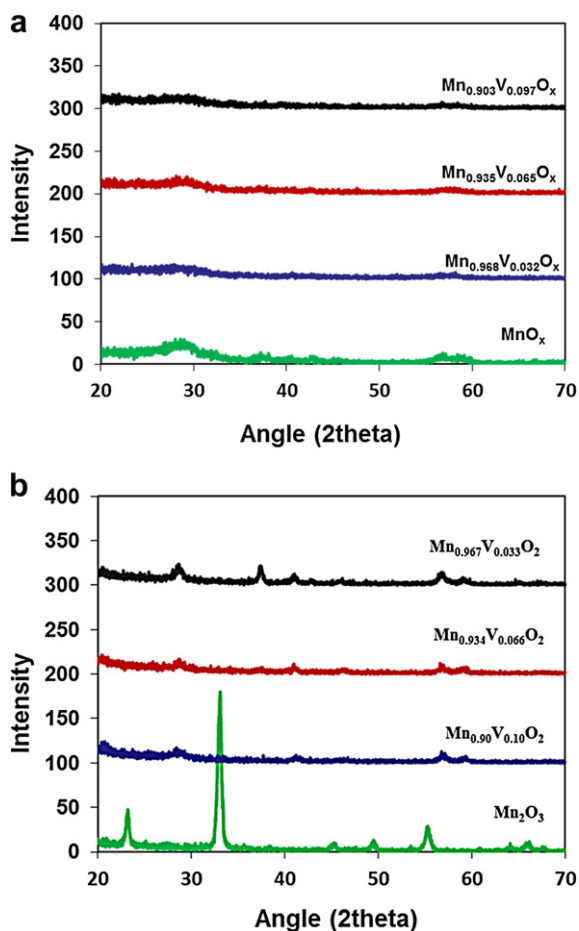 a
400
350
300
250
200
150
100
50
0
Intensity
Mn0.903V0.097Ox
Mn0.935V0.065Ox
Mn0.968V0.032Ox
MnOx
20 30 40 50 60 70
Angle (2theta)
b
400
350
300
250
200
150
100
50
0
Intensity
Mn0.967V0.033O2
Mn0.934V0.066O2
Mn0.90V0.10O2
Mn2O3
20 30 40 50 60 70
Angle (2theta)